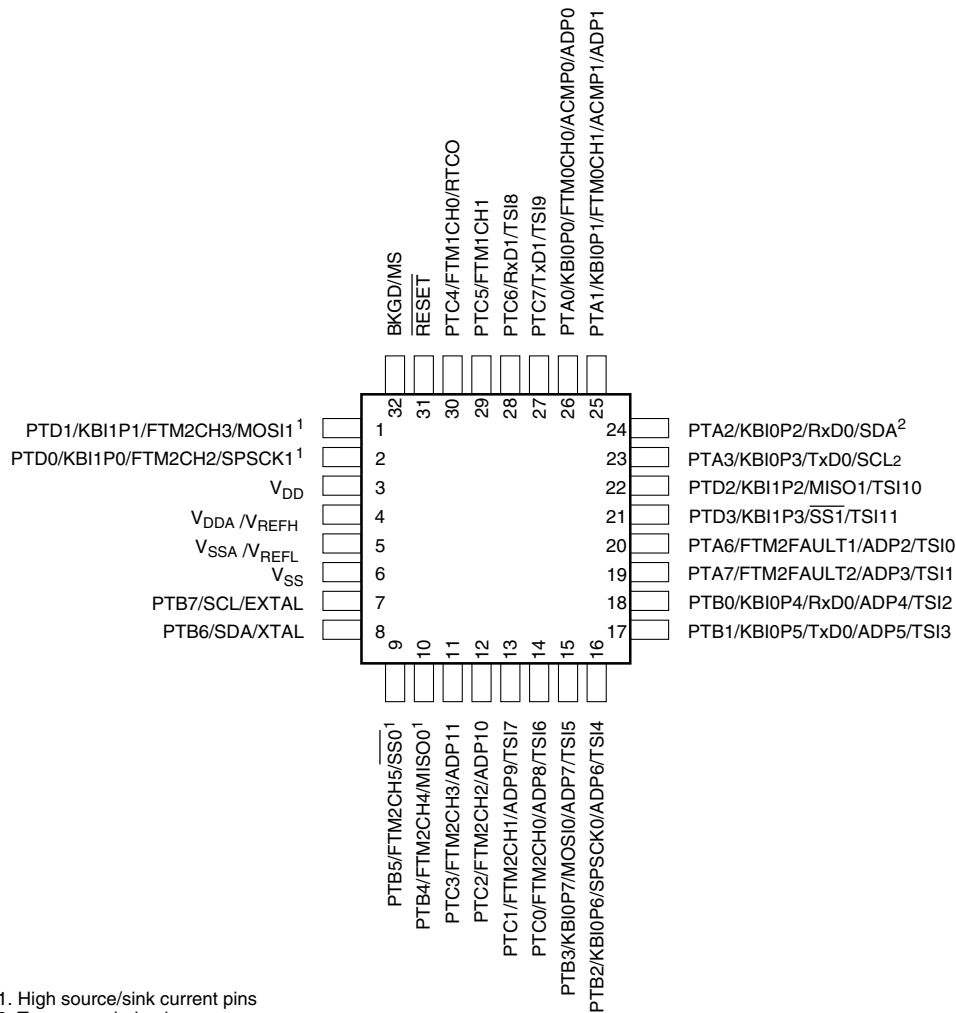 BKGD/MS
RESET
PTC4/FTM1CH0/RTCO
PTC5/FTM1CH1
PTC6/RxD1/TSI8
PTC7/TxD1/TSI9
PTA0/KBI0P0/FTM0CH0/ACMP0/ADP0
PTA1/KBI0P1/FTM0CH1/ACMP1/ADP1
32
31
30
29
28
27
26
25
PTD1/KBI1P1/FTM2CH3/MOSI1¹ 1
PTD0/KBI1P0/FTM2CH2/SPSCK1¹ 2
VDD 3
VDDA /VREFH 4
VSSA /VREFL 5
VSS 6
PTB7/SCL/EXTAL 7
PTB6/SDA/XTAL 8
24 PTA2/KBI0P2/RxD0/SDA²
23 PTA3/KBI0P3/TxD0/SCL2
22 PTD2/KBI1P2/MISO1/TSI10
21 PTD3/KBI1P3/SS1/TSI11
20 PTA6/FTM2FAULT1/ADP2/TSI0
19 PTA7/FTM2FAULT2/ADP3/TSI1
18 PTB0/KBI0P4/RxD0/ADP4/TSI2
17 PTB1/KBI0P5/TxD0/ADP5/TSI3
9
10
11
12
13
14
15
16
PTB5/FTM2CH5/SS0¹
PTB4/FTM2CH4/MISO0¹
PTC3/FTM2CH3/ADP11
PTC2/FTM2CH2/ADP10
PTC1/FTM2CH1/ADP9/TSI7
PTC0/FTM2CH0/ADP8/TSI6
PTB3/KBI0P7/MOSI0/ADP7/TSI5
PTB2/KBI0P6/SPSCK0/ADP6/TSI4
1. High source/sink current pins